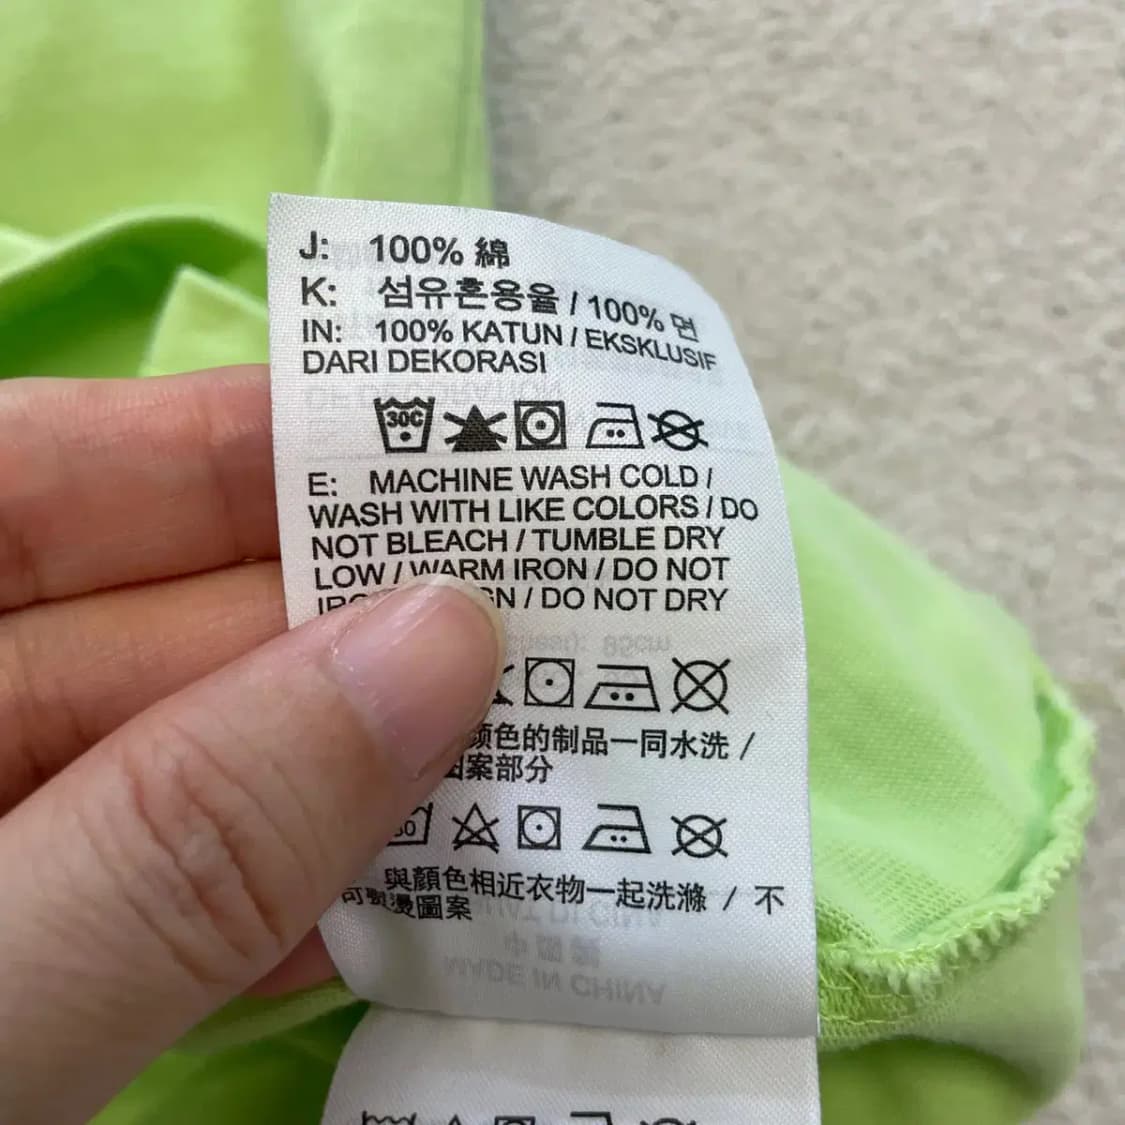 J: 100% 綿
K: 섬유혼용율 / 100% 면
IN: 100% KATUN / EKSKLUSIF
DARI DEKORASI
30C
E: MACHINE WASH COLD /
WASH WITH LIKE COLORS / DO
NOT BLEACH / TUMBLE DRY
LOW / WARM IRON / DO NOT
/ DO NOT DRY
颜色的制品一同水洗 /
图案部分
與顏色相近衣物一起洗滌 / 不
可 燙圖案
MADE IN CHINA